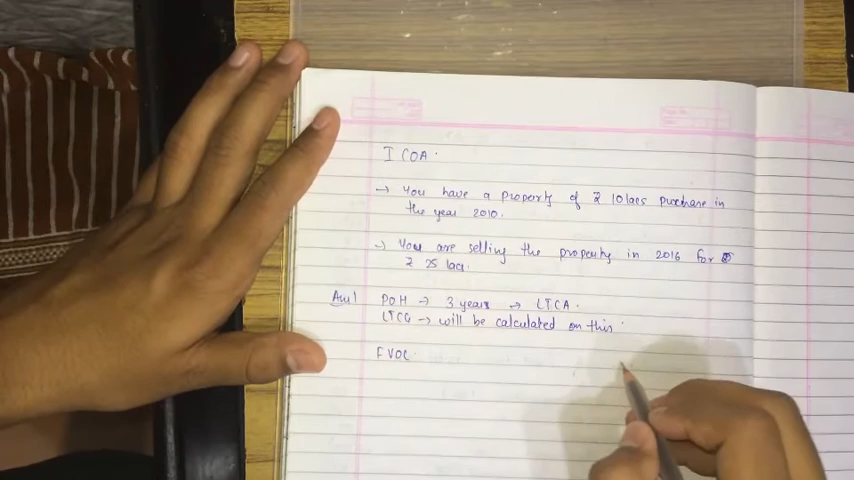 I COA.
→ You have a property of ₹ 10 lacs purchase in
the year 2010.
→ You are selling the property in 2016 for
₹ 25 lacs.
Ans! POH → 3 years → LTCA.
LTCG → will be calculated on this.
FVOC.